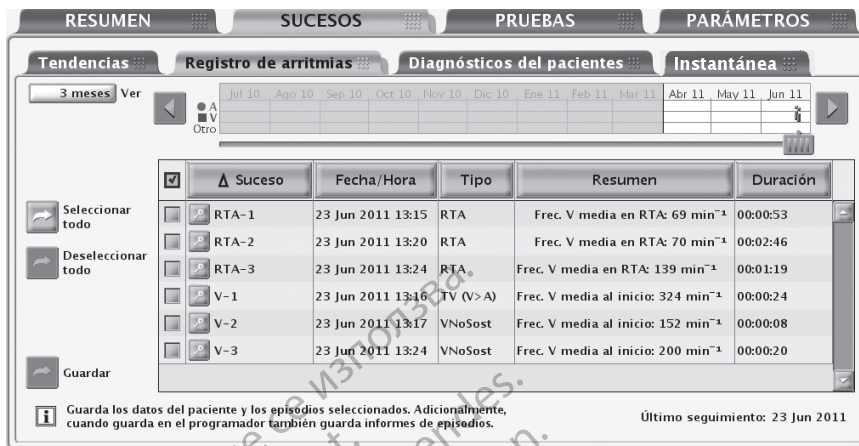 RESUMEN SUCESOS PRUEBAS PARÁMETROS
Tendencias Registro de arritmias Diagnósticos del pacientes Instantánea
3 meses Ver
Jul 10 Ago 10 Sep 10 Oct 10 Nov 10 Dic 10 Ene 11 Feb 11 Mar 11 Abr 11 May 11 Jun 11
A
V
Otro
Δ Suceso Fecha/Hora Tipo Resumen Duración
Seleccionar todo
Deseleccionar todo
Guardar
RTA-1 23 Jun 2011 13:15 RTA Frec. V media en RTA: 69 min⁻¹ 00:00:53
RTA-2 23 Jun 2011 13:20 RTA Frec. V media en RTA: 70 min⁻¹ 00:02:46
RTA-3 23 Jun 2011 13:24 RTA Frec. V media en RTA: 139 min⁻¹ 00:01:19
V-1 23 Jun 2011 13:16 TV (V>A) Frec. V media al inicio: 324 min⁻¹ 00:00:24
V-2 23 Jun 2011 13:17 VNoSost Frec. V media al inicio: 152 min⁻¹ 00:00:08
V-3 23 Jun 2011 13:24 VNoSost Frec. V media al inicio: 200 min⁻¹ 00:00:20
Guarda los datos del paciente y los episodios seleccionados. Adicionalmente,
cuando guarda en el programador también guarda informes de episodios.
Último seguimiento: 23 Jun 2011
се използва.